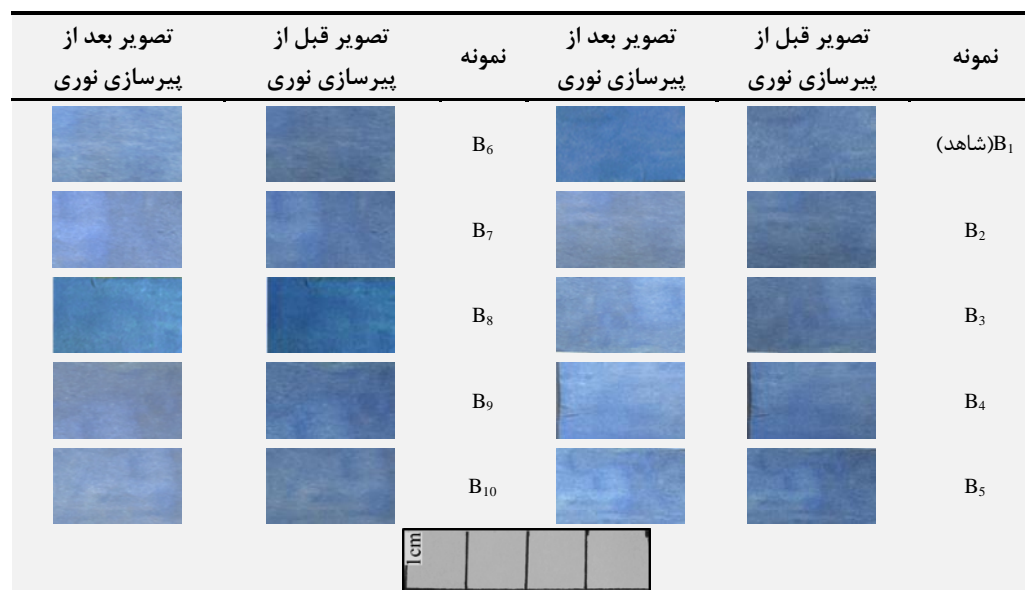 نمونه تصویر قبل از پیرسازی نوری تصویر بعد از پیرسازی نوری نمونه تصویر قبل از پیرسازی نوری تصویر بعد از پیرسازی نوری
B₁(شاهد) B₆
B₂ B₇
B₃ B₈
B₄ B₉
B₅ B₁₀
1cm